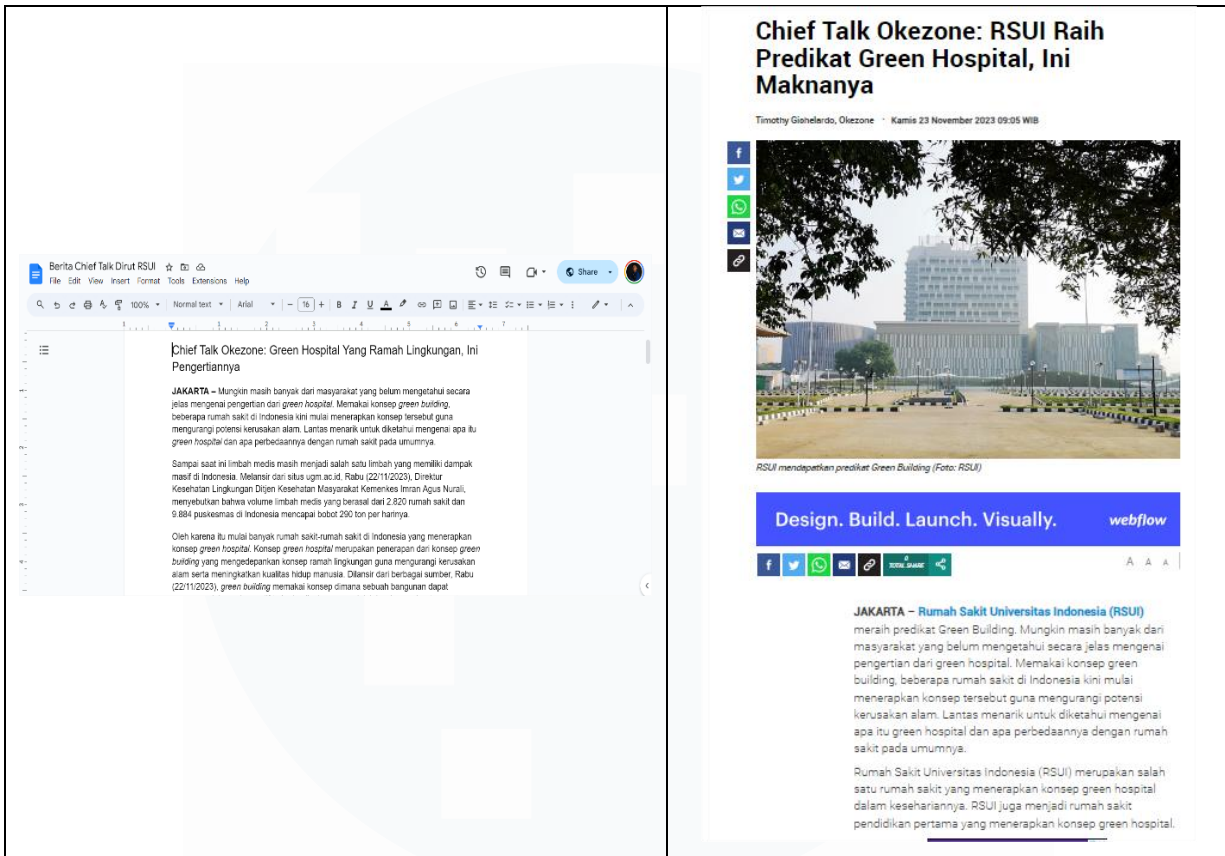 Berita Chief Talk Dirut RSUI
File Edit View Insert Format Tools Extensions Help
Share
100% Normal text Arial 16 B I U A
1 1 2 3 4 5 6 7
Chief Talk Okezone: Green Hospital Yang Ramah Lingkungan, Ini
Pengertiannya
JAKARTA – Mungkin masih banyak dari masyarakat yang belum mengetahui secara
jelas mengenai pengertian dari green hospital. Memakai konsep green building,
beberapa rumah sakit di Indonesia kini mulai menerapkan konsep tersebut guna
mengurangi potensi kerusakan alam. Lantas menarik untuk diketahui mengenai apa itu
green hospital dan apa perbedaannya dengan rumah sakit pada umumnya.
Sampai saat ini limbah medis masih menjadi salah satu limbah yang memiliki dampak
masif di Indonesia. Melansir dari situs ugm.ac.id, Rabu (22/11/2023), Direktur
Kesehatan Lingkungan Ditjen Kesehatan Masyarakat Kemenkes Imran Agus Nurali,
menyebutkan bahwa volume limbah medis yang berasal dari 2.820 rumah sakit dan
9.884 puskesmas di Indonesia mencapai bobot 290 ton per harinya.
Oleh karena itu mulai banyak rumah sakit-rumah sakit di Indonesia yang menerapkan
konsep green hospital. Konsep green hospital merupakan penerapan dari konsep green
building yang mengedepankan konsep ramah lingkungan guna mengurangi kerusakan
alam serta meningkatkan kualitas hidup manusia. Dilansir dari berbagai sumber, Rabu
(22/11/2023), green building memakai konsep dimana sebuah bangunan dapat
Chief Talk Okezone: RSUI Raih
Predikat Green Hospital, Ini
Maknanya
Timothy Gishelardo, Okezone · Kamis 23 November 2023 09:05 WIB
RSUI mendapatkan predikat Green Building (Foto: RSUI)
Design. Build. Launch. Visually. webflow
0
TOTAL SHARE
A A A
JAKARTA – Rumah Sakit Universitas Indonesia (RSUI)
meraih predikat Green Building. Mungkin masih banyak dari
masyarakat yang belum mengetahui secara jelas mengenai
pengertian dari green hospital. Memakai konsep green
building, beberapa rumah sakit di Indonesia kini mulai
menerapkan konsep tersebut guna mengurangi potensi
kerusakan alam. Lantas menarik untuk diketahui mengenai
apa itu green hospital dan apa perbedaannya dengan rumah
sakit pada umumnya.
Rumah Sakit Universitas Indonesia (RSUI) merupakan salah
satu rumah sakit yang menerapkan konsep green hospital
dalam kesehariannya. RSUI juga menjadi rumah sakit
pendidikan pertama yang menerapkan konsep green hospital.